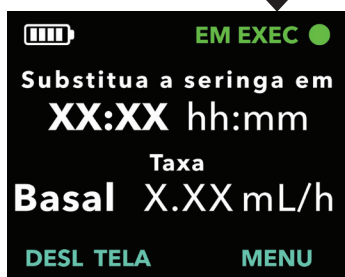 EM EXEC
Substitua a seringa em
XX:XX hh:mm
Taxa
Basal X.XX mL/h
DESL TELA MENU